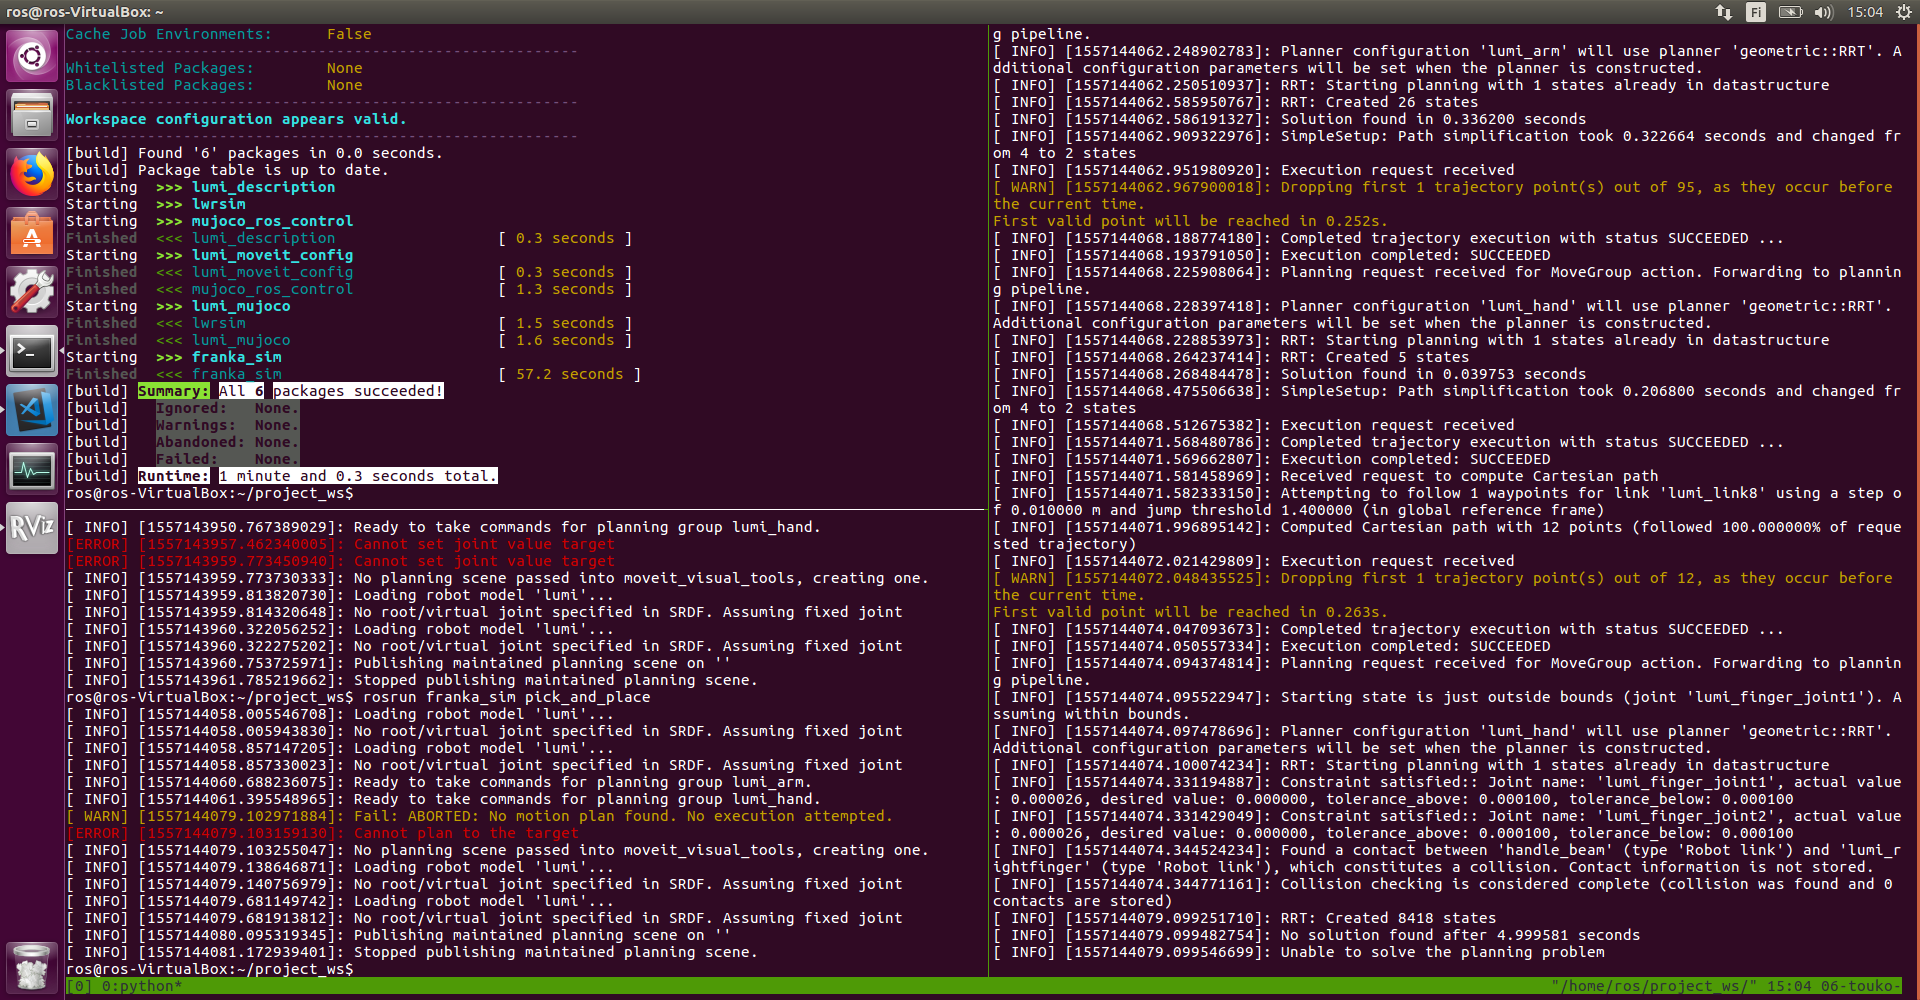 ros@ros-VirtualBox: ~
Fi
15:04
Cache Job Environments:      False
----------------------------------------------------------
Whitelisted Packages:        None
Blacklisted Packages:        None
----------------------------------------------------------
Workspace configuration appears valid.
----------------------------------------------------------
[build] Found '6' packages in 0.0 seconds.
[build] Package table is up to date.
Starting  >>> lumi_description
Starting  >>> lwrsim
Starting  >>> mujoco_ros_control
Finished  <<< lumi_description                  [ 0.3 seconds ]
Starting  >>> lumi_moveit_config
Finished  <<< lumi_moveit_config                [ 0.3 seconds ]
Finished  <<< mujoco_ros_control                [ 1.3 seconds ]
Starting  >>> lumi_mujoco
Finished  <<< lwrsim                            [ 1.5 seconds ]
Finished  <<< lumi_mujoco                       [ 1.6 seconds ]
Starting  >>> franka_sim
Finished  <<< franka_sim                        [ 57.2 seconds ]
[build] Summary: All 6 packages succeeded!
[build]   Ignored:   None.
[build]   Warnings:  None.
[build]   Abandoned: None.
[build]   Failed:    None.
[build] Runtime: 1 minute and 0.3 seconds total.
ros@ros-VirtualBox:~/project_ws$
[ INFO] [1557143950.767389029]: Ready to take commands for planning group lumi_hand.
[ERROR] [1557143957.462340005]: Cannot set joint value target
[ERROR] [1557143959.773450940]: Cannot set joint value target
[ INFO] [1557143959.773730333]: No planning scene passed into moveit_visual_tools, creating one.
[ INFO] [1557143959.813820730]: Loading robot model 'lumi'...
[ INFO] [1557143959.814320648]: No root/virtual joint specified in SRDF. Assuming fixed joint
[ INFO] [1557143960.322056252]: Loading robot model 'lumi'...
[ INFO] [1557143960.322275202]: No root/virtual joint specified in SRDF. Assuming fixed joint
[ INFO] [1557143960.753725971]: Publishing maintained planning scene on ''
[ INFO] [1557143961.785219662]: Stopped publishing maintained planning scene.
ros@ros-VirtualBox:~/project_ws$ rosrun franka_sim pick_and_place
[ INFO] [1557144058.005546708]: Loading robot model 'lumi'...
[ INFO] [1557144058.005943830]: No root/virtual joint specified in SRDF. Assuming fixed joint
[ INFO] [1557144058.857147205]: Loading robot model 'lumi'...
[ INFO] [1557144058.857330023]: No root/virtual joint specified in SRDF. Assuming fixed joint
[ INFO] [1557144060.688236075]: Ready to take commands for planning group lumi_arm.
[ INFO] [1557144061.395548965]: Ready to take commands for planning group lumi_hand.
[ WARN] [1557144079.102971884]: Fail: ABORTED: No motion plan found. No execution attempted.
[ERROR] [1557144079.103159130]: Cannot plan to the target
[ INFO] [1557144079.103255047]: No planning scene passed into moveit_visual_tools, creating one.
[ INFO] [1557144079.138646871]: Loading robot model 'lumi'...
[ INFO] [1557144079.140756979]: No root/virtual joint specified in SRDF. Assuming fixed joint
[ INFO] [1557144079.681149742]: Loading robot model 'lumi'...
[ INFO] [1557144079.681913812]: No root/virtual joint specified in SRDF. Assuming fixed joint
[ INFO] [1557144080.095319345]: Publishing maintained planning scene on ''
[ INFO] [1557144081.172939401]: Stopped publishing maintained planning scene.
ros@ros-VirtualBox:~/project_ws$
g pipeline.
[ INFO] [1557144062.248902783]: Planner configuration 'lumi_arm' will use planner 'geometric::RRT'. A
dditional configuration parameters will be set when the planner is constructed.
[ INFO] [1557144062.250510937]: RRT: Starting planning with 1 states already in datastructure
[ INFO] [1557144062.585950767]: RRT: Created 26 states
[ INFO] [1557144062.586191327]: Solution found in 0.336200 seconds
[ INFO] [1557144062.909322976]: SimpleSetup: Path simplification took 0.322664 seconds and changed fr
om 4 to 2 states
[ INFO] [1557144062.951980920]: Execution request received
[ WARN] [1557144062.967900018]: Dropping first 1 trajectory point(s) out of 95, as they occur before
the current time.
First valid point will be reached in 0.252s.
[ INFO] [1557144068.188774180]: Completed trajectory execution with status SUCCEEDED ...
[ INFO] [1557144068.193791050]: Execution completed: SUCCEEDED
[ INFO] [1557144068.225908064]: Planning request received for MoveGroup action. Forwarding to plannin
g pipeline.
[ INFO] [1557144068.228397418]: Planner configuration 'lumi_hand' will use planner 'geometric::RRT'.
Additional configuration parameters will be set when the planner is constructed.
[ INFO] [1557144068.228853973]: RRT: Starting planning with 1 states already in datastructure
[ INFO] [1557144068.264237414]: RRT: Created 5 states
[ INFO] [1557144068.268484478]: Solution found in 0.039753 seconds
[ INFO] [1557144068.475506638]: SimpleSetup: Path simplification took 0.206800 seconds and changed fr
om 4 to 2 states
[ INFO] [1557144068.512675382]: Execution request received
[ INFO] [1557144071.568480786]: Completed trajectory execution with status SUCCEEDED ...
[ INFO] [1557144071.569662807]: Execution completed: SUCCEEDED
[ INFO] [1557144071.581458969]: Received request to compute Cartesian path
[ INFO] [1557144071.582333150]: Attempting to follow 1 waypoints for link 'lumi_link8' using a step o
f 0.010000 m and jump threshold 1.400000 (in global reference frame)
[ INFO] [1557144071.996895142]: Computed Cartesian path with 12 points (followed 100.000000% of reque
sted trajectory)
[ INFO] [1557144072.021429809]: Execution request received
[ WARN] [1557144072.048435525]: Dropping first 1 trajectory point(s) out of 12, as they occur before
the current time.
First valid point will be reached in 0.263s.
[ INFO] [1557144074.047093673]: Completed trajectory execution with status SUCCEEDED ...
[ INFO] [1557144074.050557334]: Execution completed: SUCCEEDED
[ INFO] [1557144074.094374814]: Planning request received for MoveGroup action. Forwarding to plannin
g pipeline.
[ INFO] [1557144074.095522947]: Starting state is just outside bounds (joint 'lumi_finger_joint1'). A
ssuming within bounds.
[ INFO] [1557144074.097478696]: Planner configuration 'lumi_hand' will use planner 'geometric::RRT'.
Additional configuration parameters will be set when the planner is constructed.
[ INFO] [1557144074.100074234]: RRT: Starting planning with 1 states already in datastructure
[ INFO] [1557144074.331194887]: Constraint satisfied:: Joint name: 'lumi_finger_joint1', actual value
: 0.000026, desired value: 0.000000, tolerance_above: 0.000100, tolerance_below: 0.000100
[ INFO] [1557144074.331429049]: Constraint satisfied:: Joint name: 'lumi_finger_joint2', actual value
: 0.000026, desired value: 0.000000, tolerance_above: 0.000100, tolerance_below: 0.000100
[ INFO] [1557144074.344524234]: Found a contact between 'handle_beam' (type 'Robot link') and 'lumi_r
ightfinger' (type 'Robot link'), which constitutes a collision. Contact information is not stored.
[ INFO] [1557144074.344771161]: Collision checking is considered complete (collision was found and 0
contacts are stored)
[ INFO] [1557144079.099251710]: RRT: Created 8418 states
[ INFO] [1557144079.099482754]: No solution found after 4.999581 seconds
[ INFO] [1557144079.099546699]: Unable to solve the planning problem
RViz
[0] 0:python*
"/home/ros/project_ws/" 15:04 06-touko-